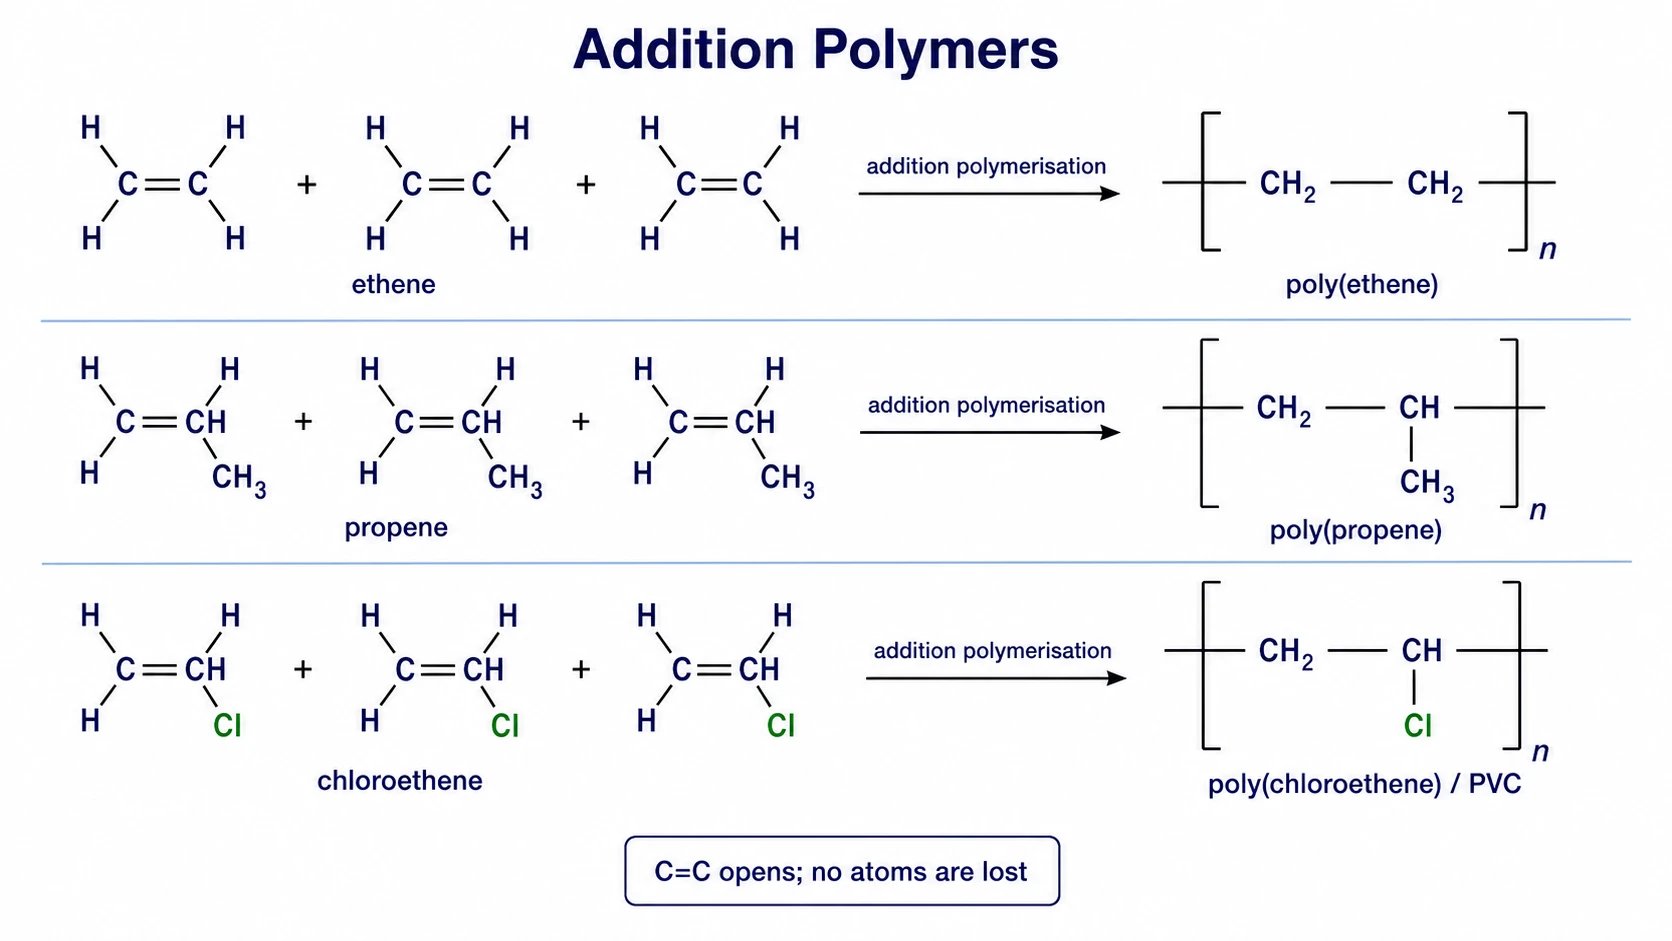 Addition Polymers
H H H H H H
C=C + C=C + C=C addition polymerisation [ CH₂ — CH₂ ]n
H H H H H H
ethene poly(ethene)
H H H H H H
C=CH + C=CH + C=CH addition polymerisation [ CH₂ — CH ]n
H CH₃ H CH₃ H CH₃ CH₃
propene poly(propene)
H H H H H H
C=CH + C=CH + C=CH addition polymerisation [ CH₂ — CH ]n
H Cl H Cl H Cl Cl
chloroethene poly(chloroethene) / PVC
C=C opens; no atoms are lost